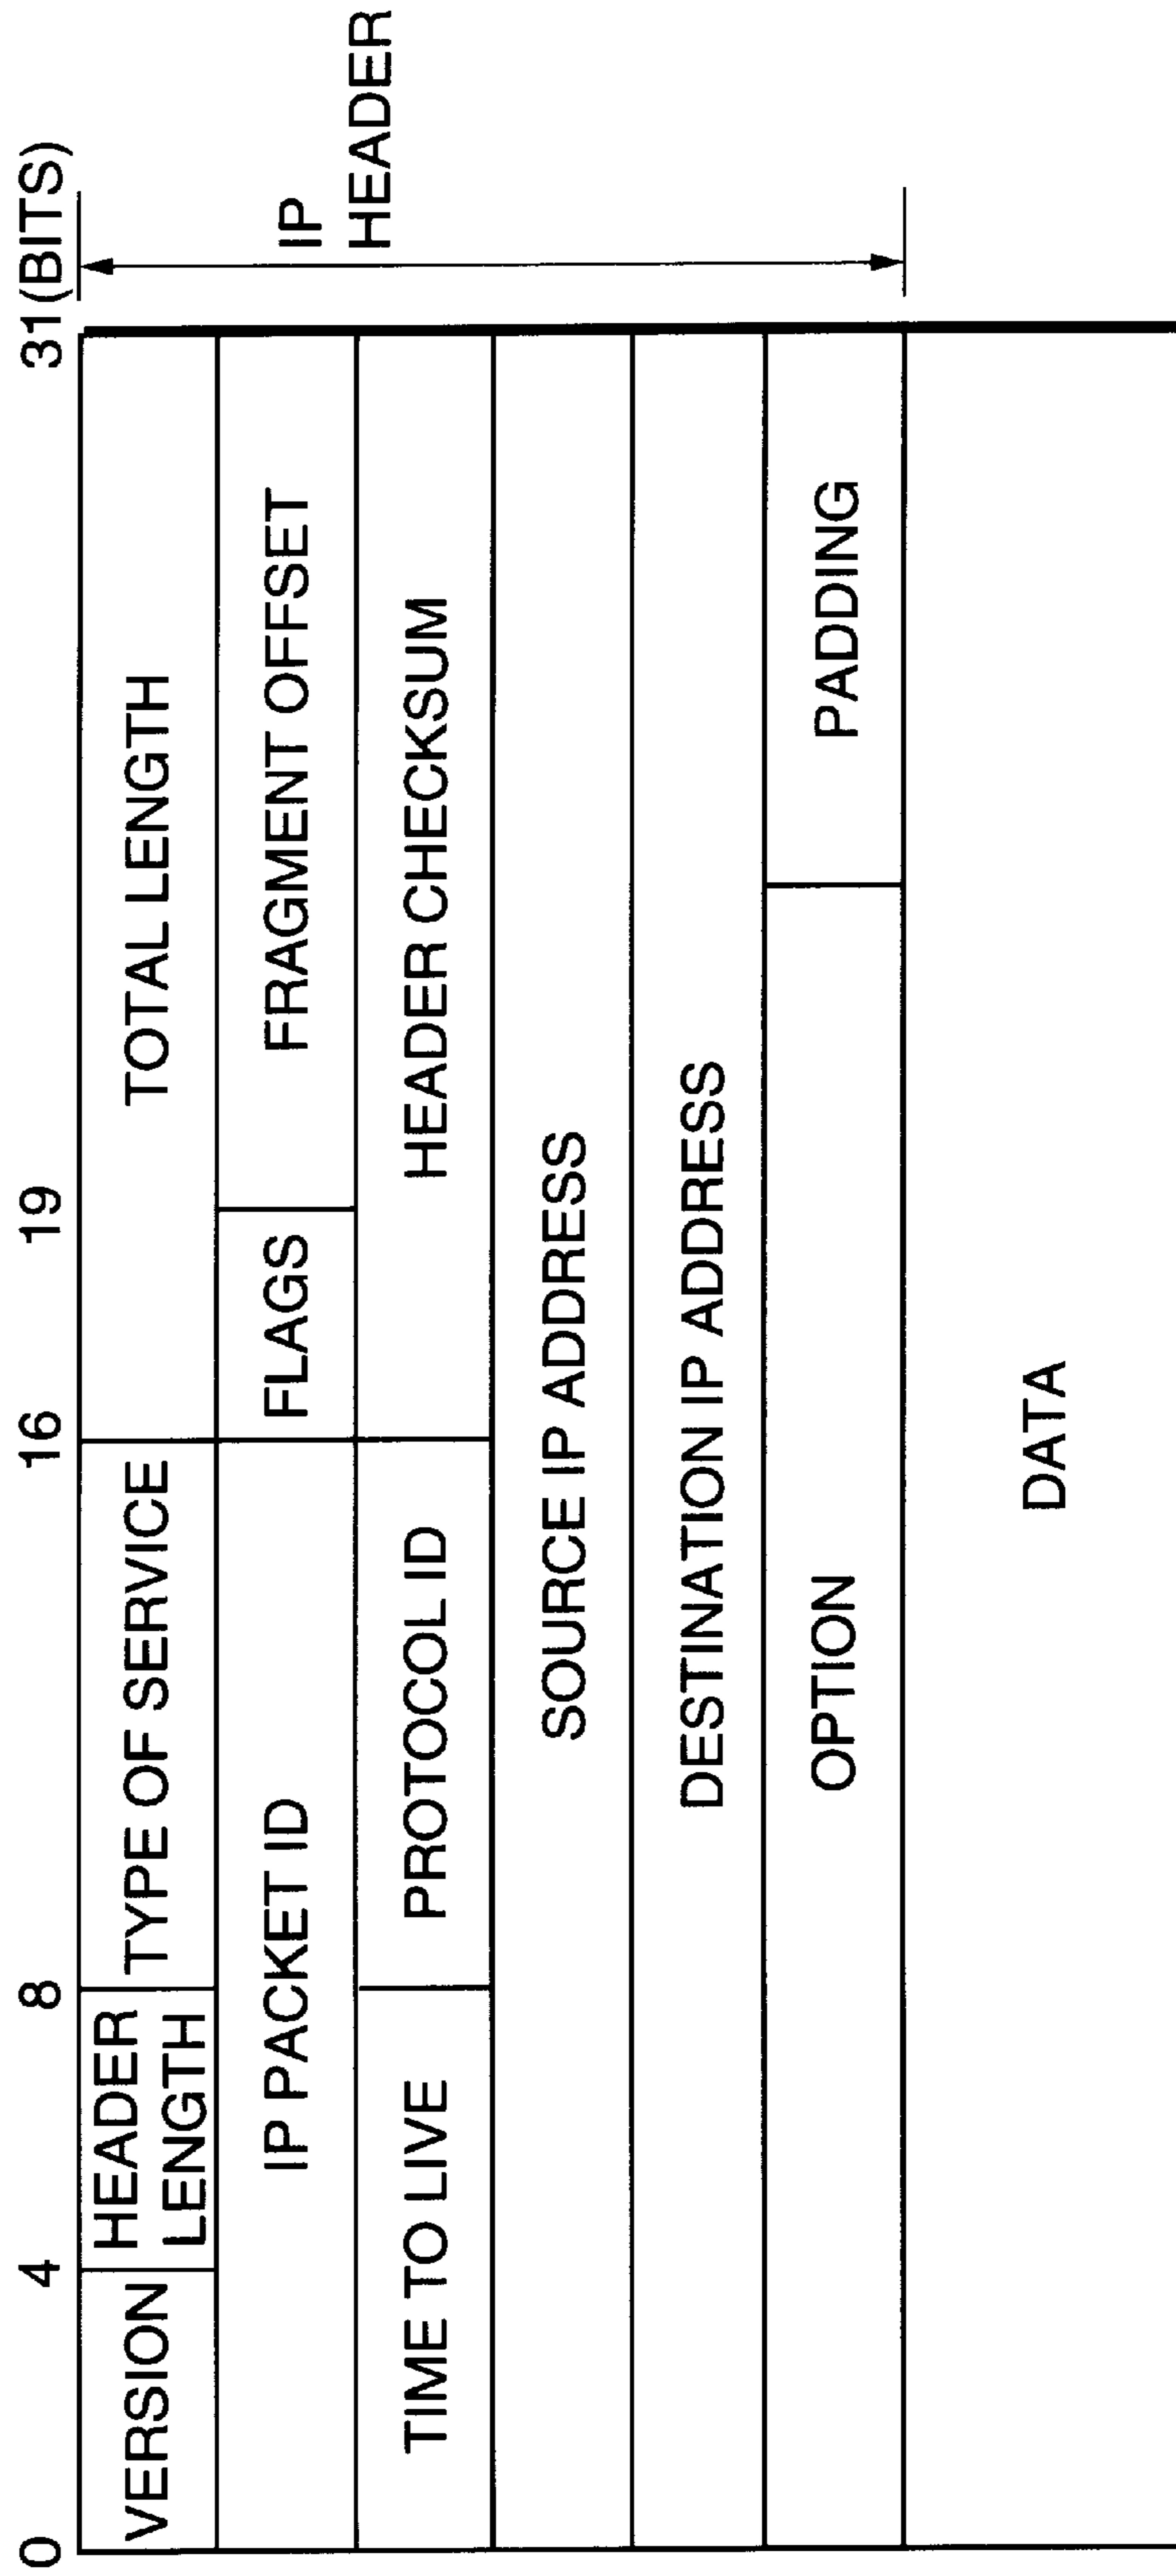 0 4 8 16 19 31(BITS)
VERSION
HEADER
LENGTH
TYPE OF SERVICE
TOTAL LENGTH
IP PACKET ID
FLAGS
FRAGMENT OFFSET
TIME TO LIVE
PROTOCOL ID
HEADER CHECKSUM
SOURCE IP ADDRESS
DESTINATION IP ADDRESS
OPTION
PADDING
IP
HEADER
DATA